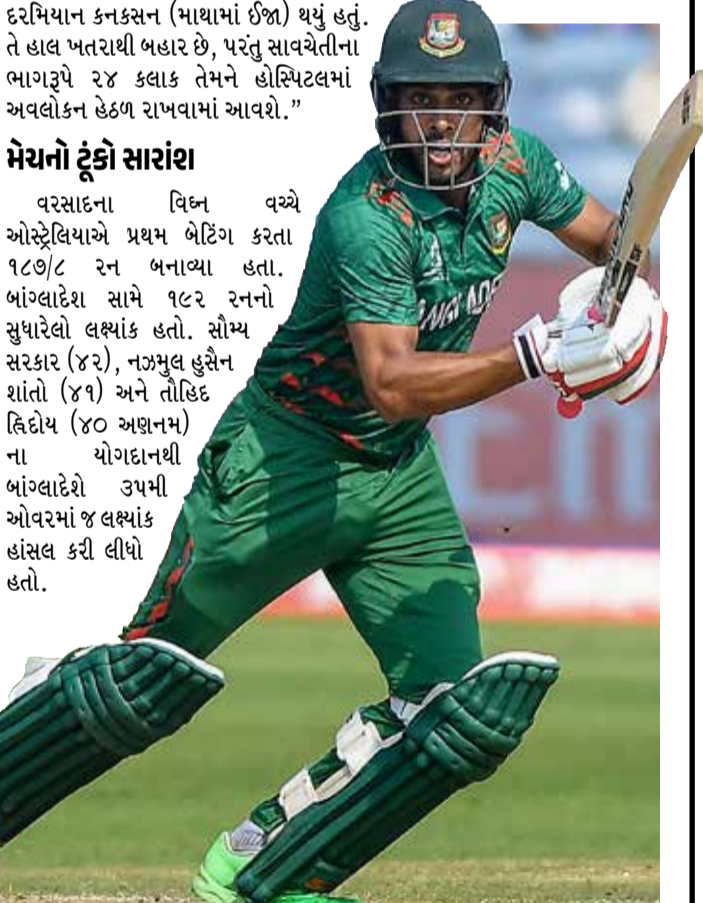 દરમિયાન કનકસન (માથામાં ઈજા) થયું હતું.
તે હાલ ખતરાથી બહાર છે, પરંતુ સાવચેતીના
ભાગરૂપે ૨૪ કલાક તેમને હોસ્પિટલમાં
અવલોકન હેઠળ રાખવામાં આવશે.”
મેચનો ટૂંકો સારાંશ
વરસાદના વિઘ્ન વચ્ચે
ઓસ્ટ્રેલિયાએ પ્રથમ બેટિંગ કરતા
૧૮૭/૮ રન બનાવ્યા હતા.
બાંગ્લાદેશ સામે ૧૯૨ રનનો
સુધારેલો લક્ષ્યાંક હતો. સૌમ્ય
સરકાર (૪૨), નઝમુલ હુસૈન
શાંતો (૪૧) અને તૌહિદ
હ્રિદોય (૪૦ અણનમ)
ના યોગદાનથી
બાંગ્લાદેશે ૩૫મી
ઓવરમાં જ લક્ષ્યાંક
હાંસલ કરી લીધો
હતો.